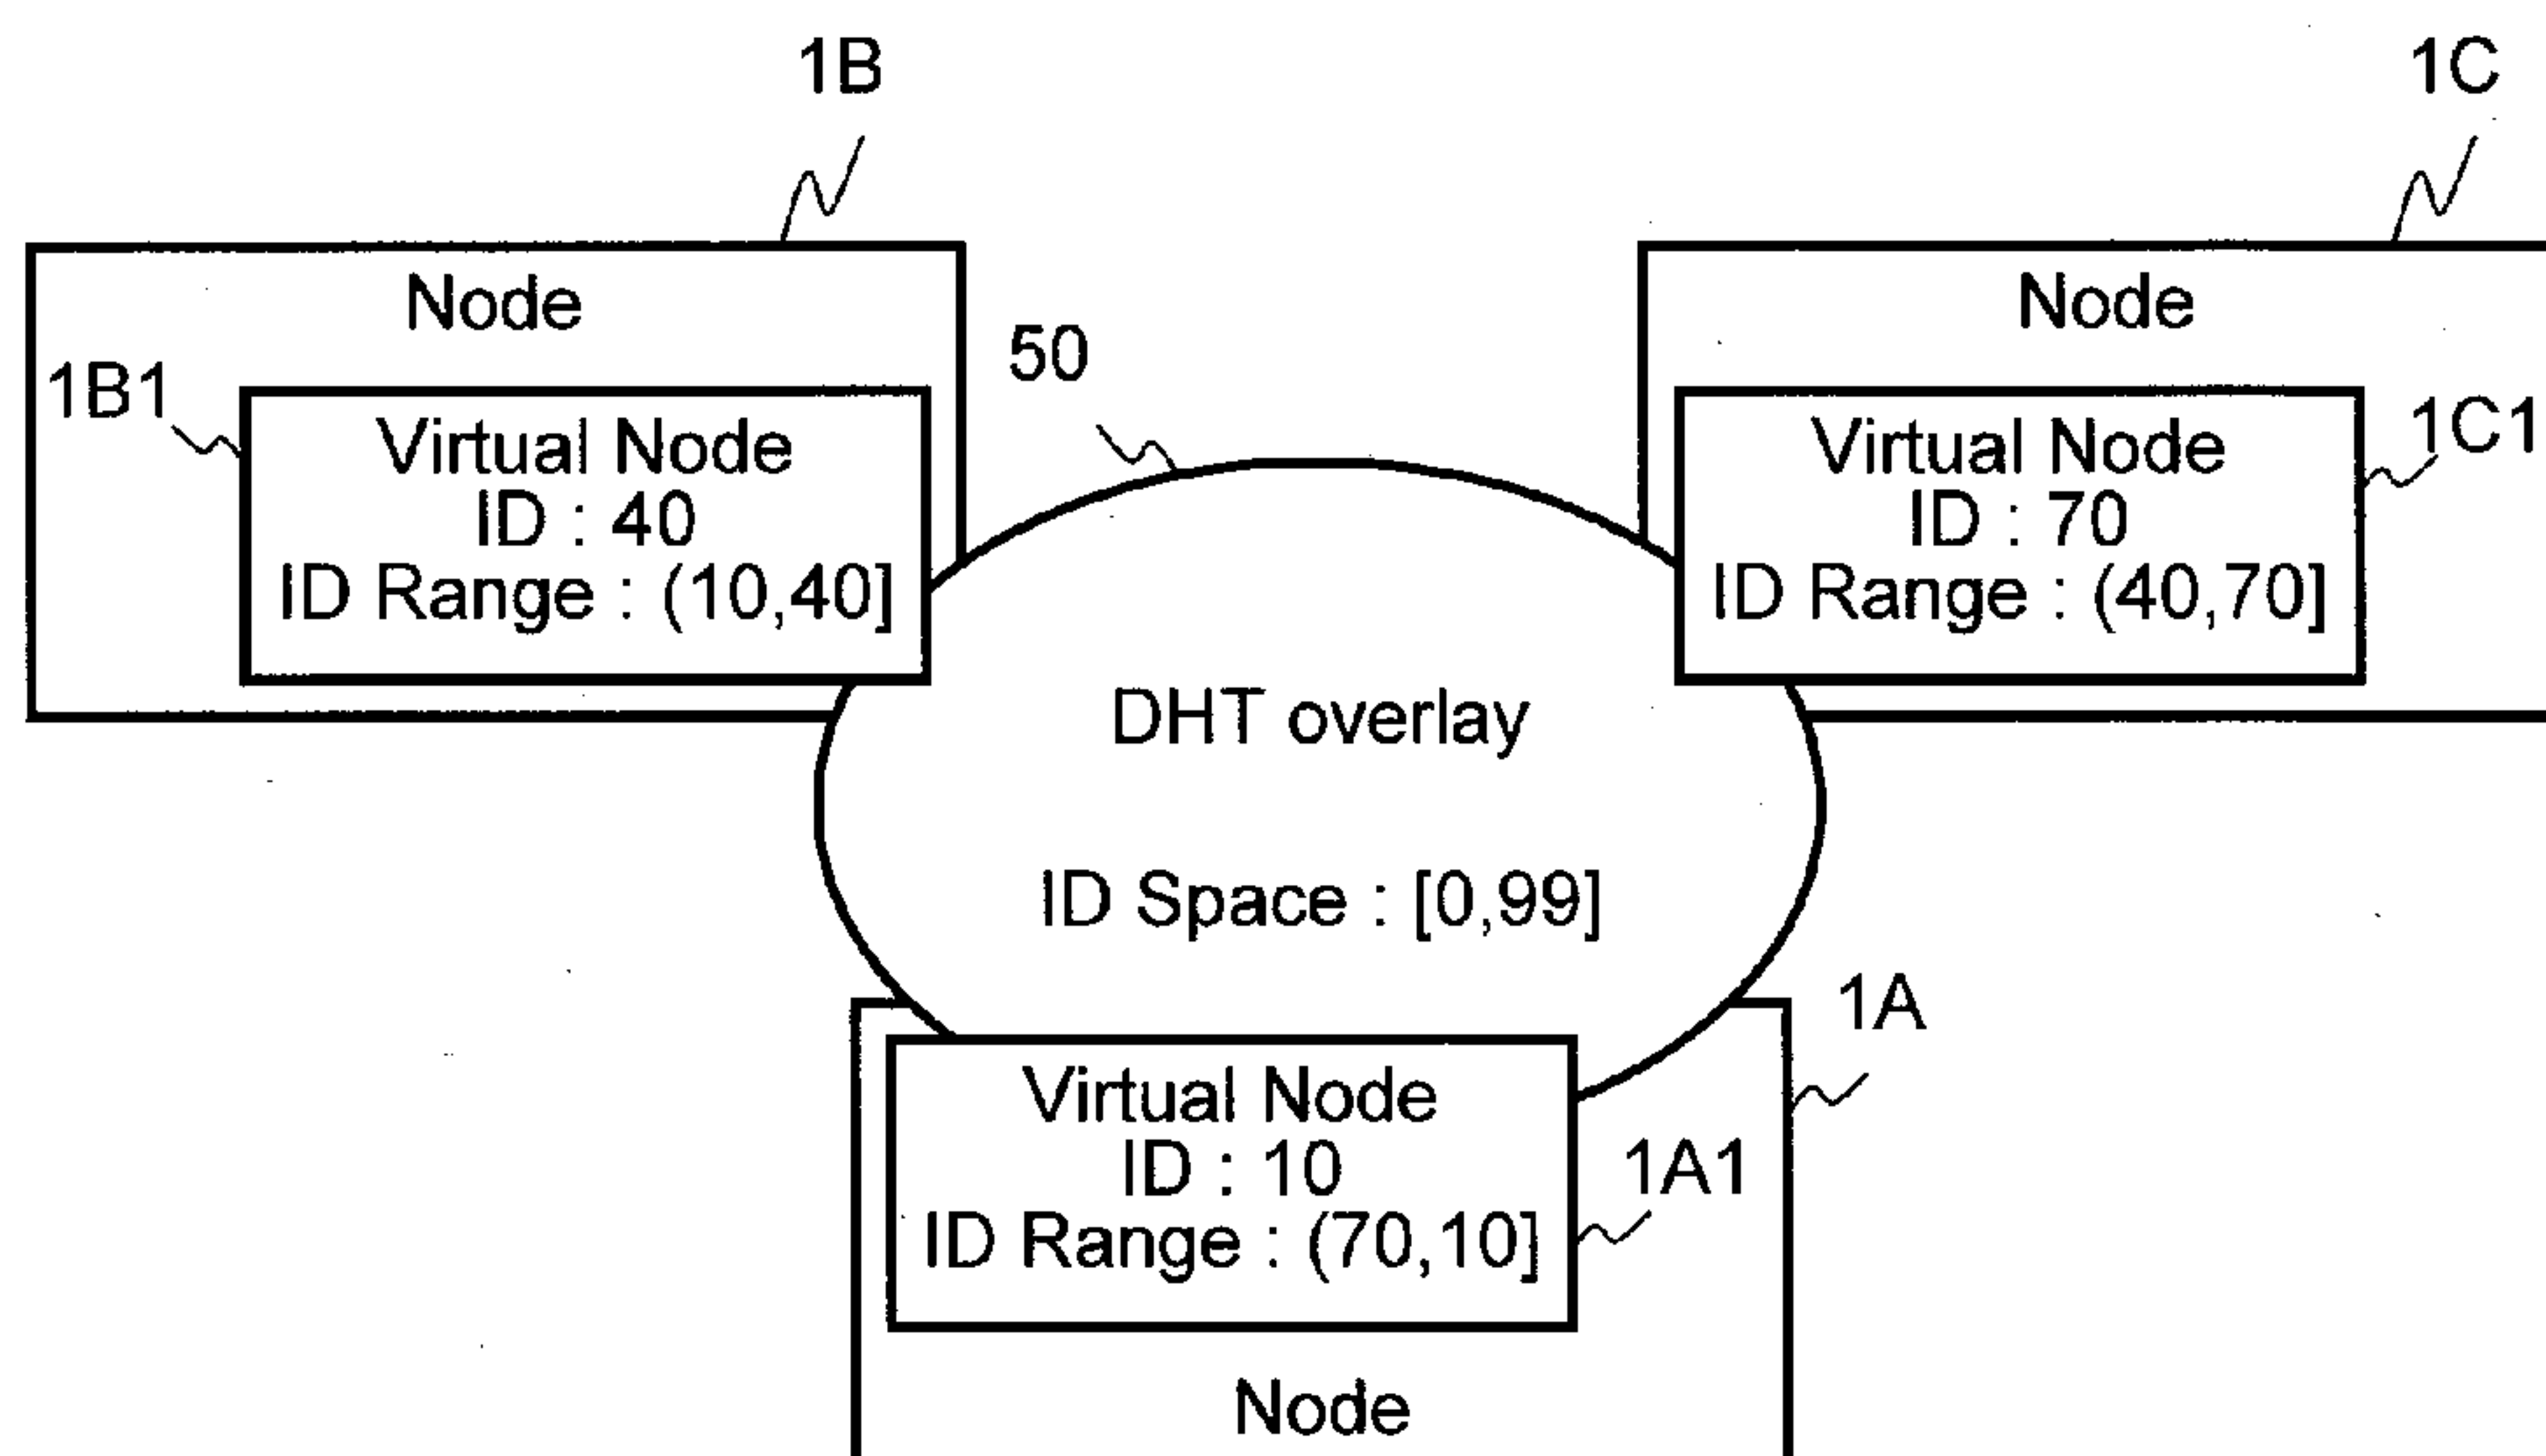 1B
1C
Node
Node
50
1B1
Virtual Node
ID : 40
ID Range : (10,40]
1C1
Virtual Node
ID : 70
ID Range : (40,70]
DHT overlay
ID Space : [0,99]
1A
Virtual Node
ID : 10
ID Range : (70,10]
1A1
Node